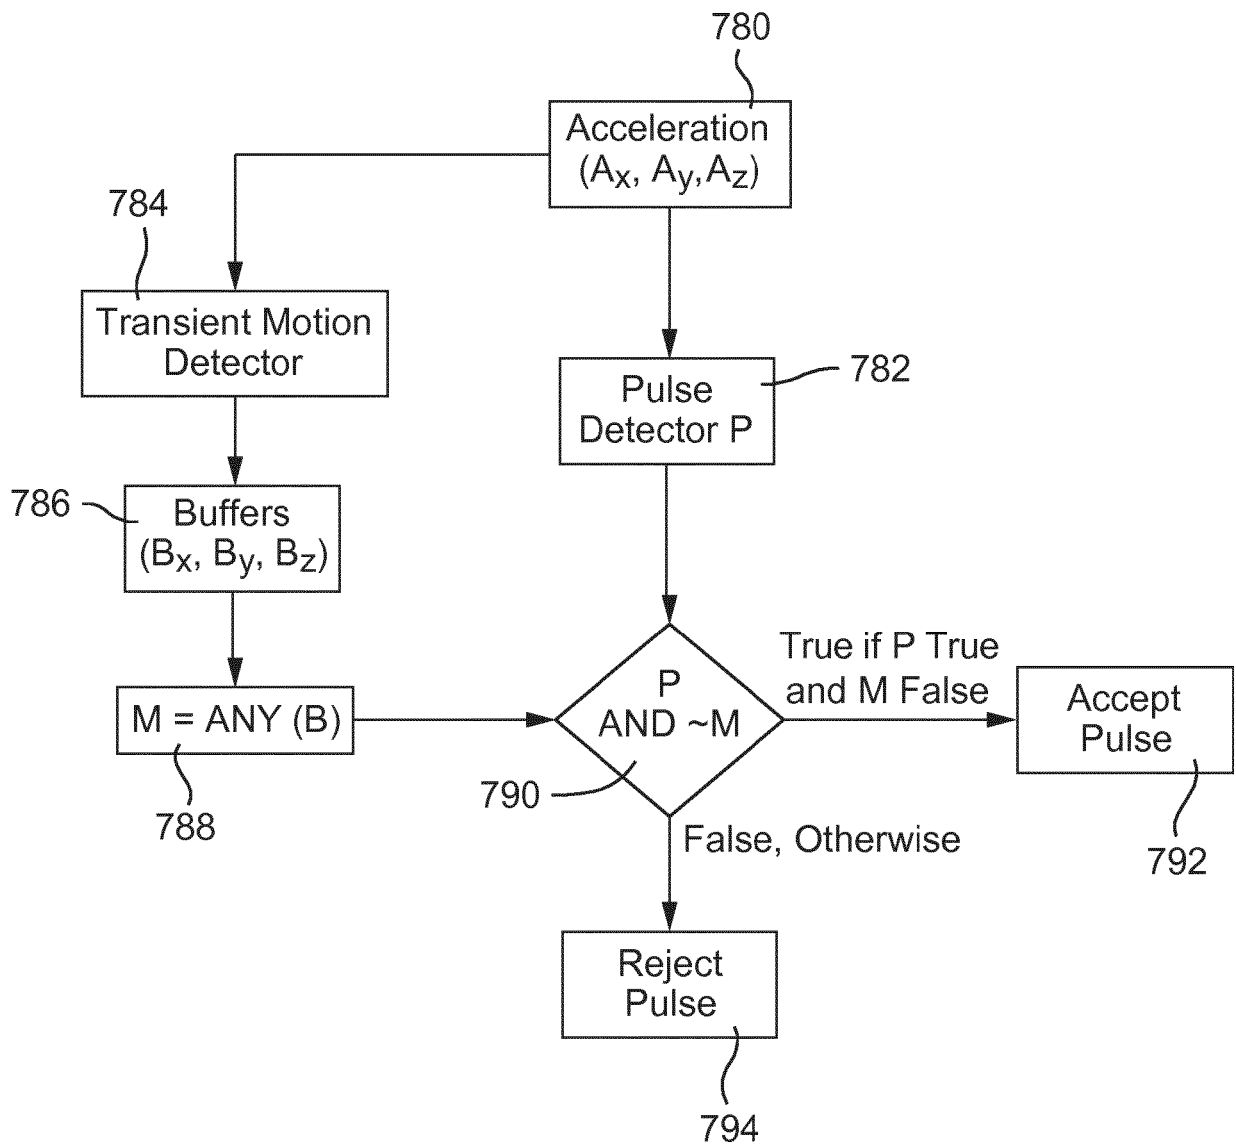 780
Acceleration
(Ax, Ay, Az)
784
Transient Motion
Detector
782
Pulse
Detector P
786
Buffers
(Bx, By, Bz)
True if P True
and M False
P
AND ~M
M = ANY (B)
Accept
Pulse
790
788
False, Otherwise
792
Reject
Pulse
794